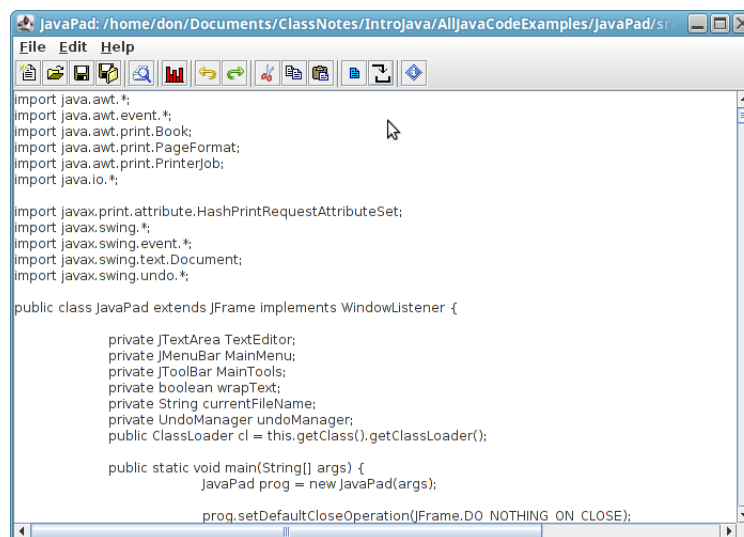 JavaPad: /home/don/Documents/ClassNotes/IntroJava/AllJavaCodeExamples/JavaPad/src
File Edit Help
import java.awt.*;
import java.awt.event.*;
import java.awt.print.Book;
import java.awt.print.PageFormat;
import java.awt.print.PrinterJob;
import java.io.*;
import javax.print.attribute.HashPrintRequestAttributeSet;
import javax.swing.*;
import javax.swing.event.*;
import javax.swing.text.Document;
import javax.swing.undo.*;
public class JavaPad extends JFrame implements WindowListener {
private JTextArea TextEditor;
private JMenuBar MainMenu;
private JToolBar MainTools;
private boolean wrapText;
private String currentFileName;
private UndoManager undoManager;
public ClassLoader cl = this.getClass().getClassLoader();
public static void main(String[] args) {
JavaPad prog = new JavaPad(args);
prog.setDefaultCloseOperation(JFrame.DO_NOTHING_ON_CLOSE);